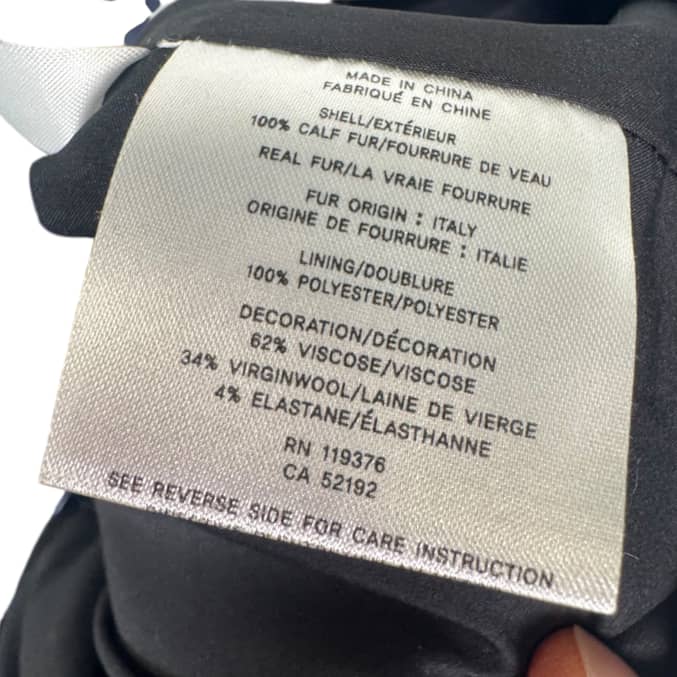 MADE IN CHINA
FABRIQUÉ EN CHINE
SHELL/EXTÉRIEUR
100% CALF FUR/FOURRURE DE VEAU
REAL FUR/LA VRAIE FOURRURE
FUR ORIGIN : ITALY
ORIGINE DE FOURRURE : ITALIE
LINING/DOUBLURE
100% POLYESTER/POLYESTER
DECORATION/DÉCORATION
62% VISCOSE/VISCOSE
34% VIRGINWOOL/LAINE DE VIERGE
4% ELASTANE/ÉLASTHANNE
RN 119376
CA 52192
SEE REVERSE SIDE FOR CARE INSTRUCTION